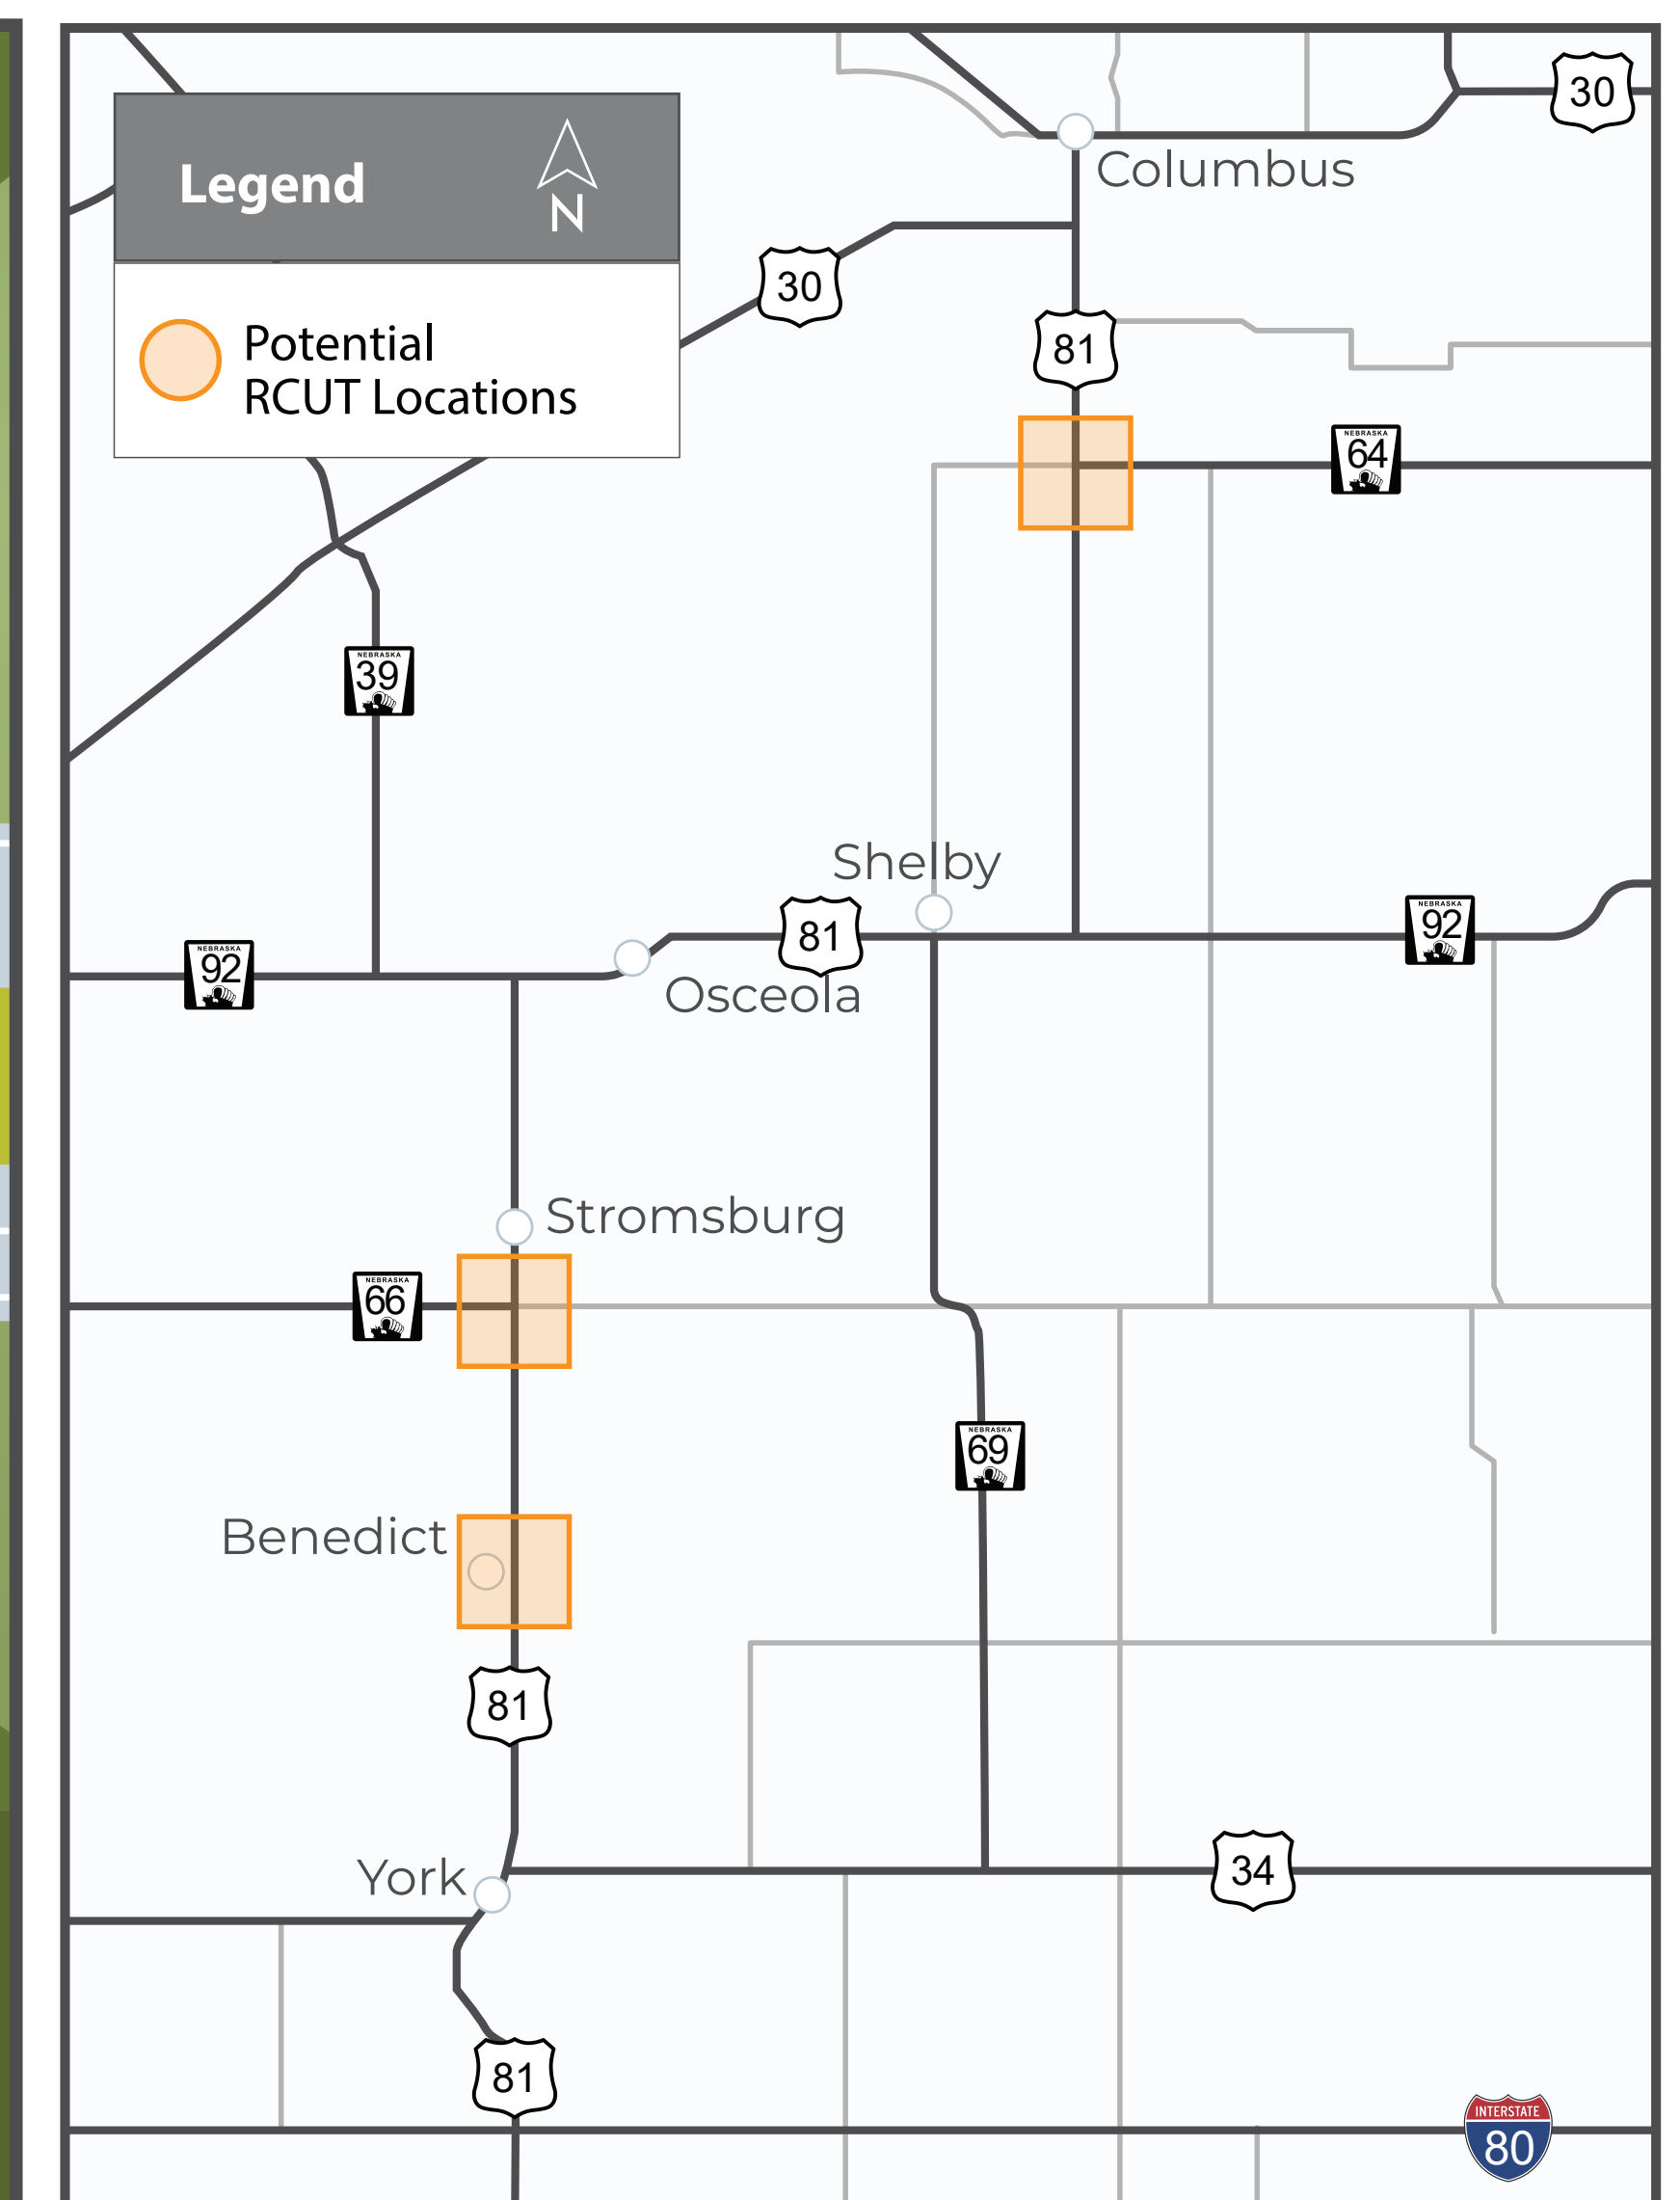 30
Columbus
Legend
N
30
Potential
RCUT Locations
81
NEBRASKA
64
NEBRASKA
39
Shelby
81
NEBRASKA
92
NEBRASKA
92
Osceola
Stromsburg
NEBRASKA
66
NEBRASKA
69
Benedict
81
York
34
81
INTERSTATE
80